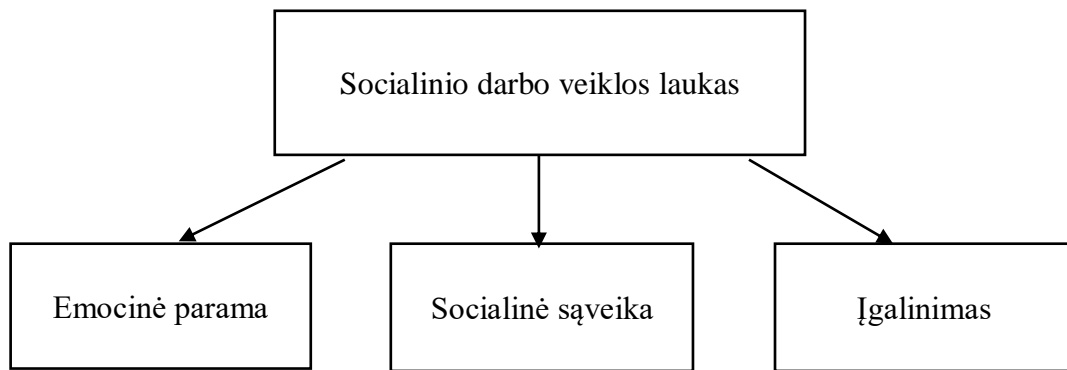 Socialinio darbo veiklos laukas
Emocinė parama
Socialinė sąveika
Įgalinimas